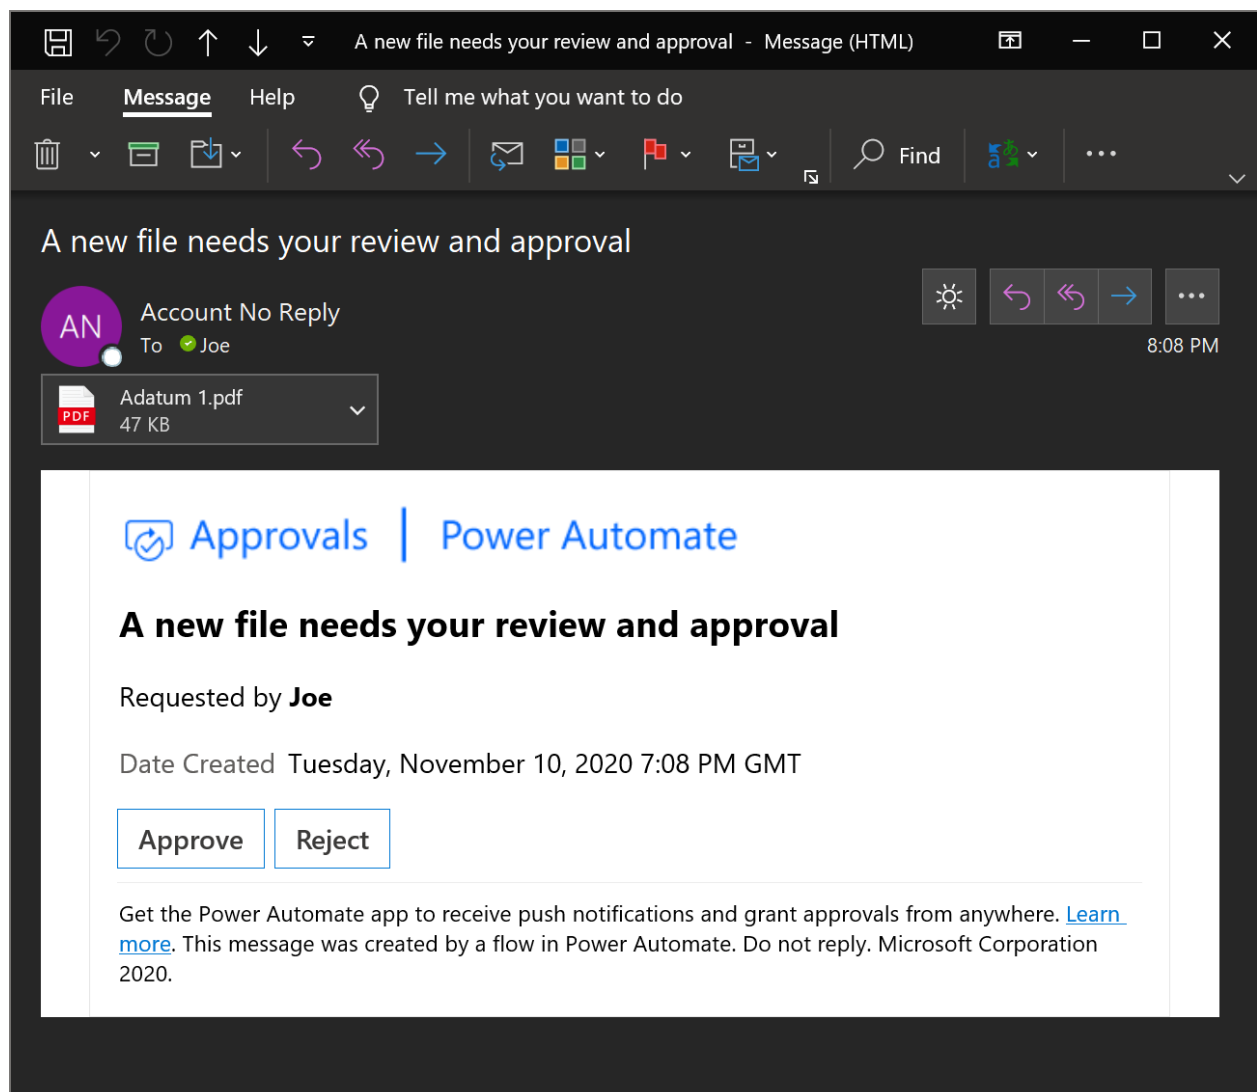 A new file needs your review and approval - Message (HTML)
File Message Help Tell me what you want to do
Find
A new file needs your review and approval
AN
Account No Reply
To Joe
8:08 PM
PDF
Adatum 1.pdf
47 KB
Approvals | Power Automate
A new file needs your review and approval
Requested by Joe
Date Created Tuesday, November 10, 2020 7:08 PM GMT
Approve Reject
Get the Power Automate app to receive push notifications and grant approvals from anywhere. Learn
more. This message was created by a flow in Power Automate. Do not reply. Microsoft Corporation
2020.